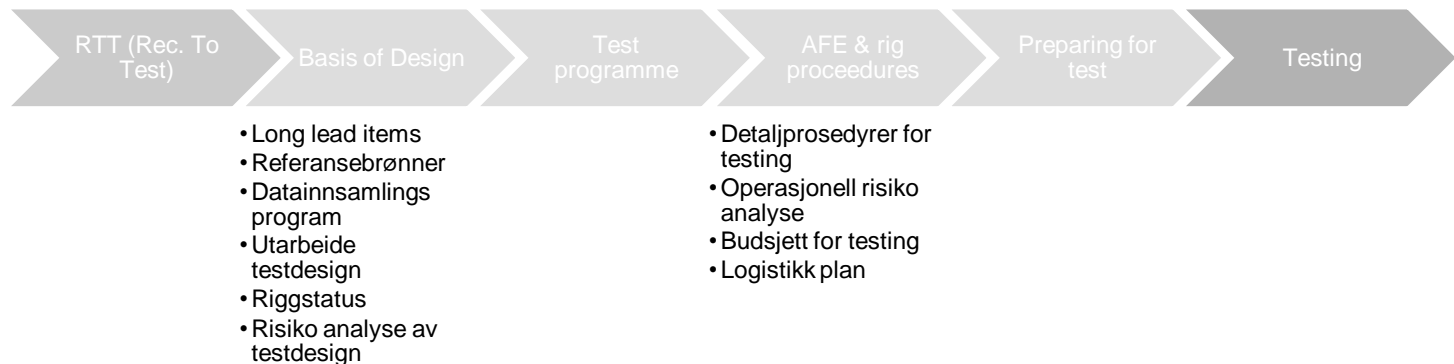 RTT (Rec. To
Test)
Basis of Design
Test
programme
AFE & rig
proceedures
Preparing for
test
Testing
•Long lead items
•Referansebrønner
•Datainnsamlings
program
•Utarbeide
testdesign
•Riggstatus
•Risiko analyse av
testdesign
•Detaljprosedyrer for
testing
•Operasjonell risiko
analyse
•Budsjett for testing
•Logistikk plan